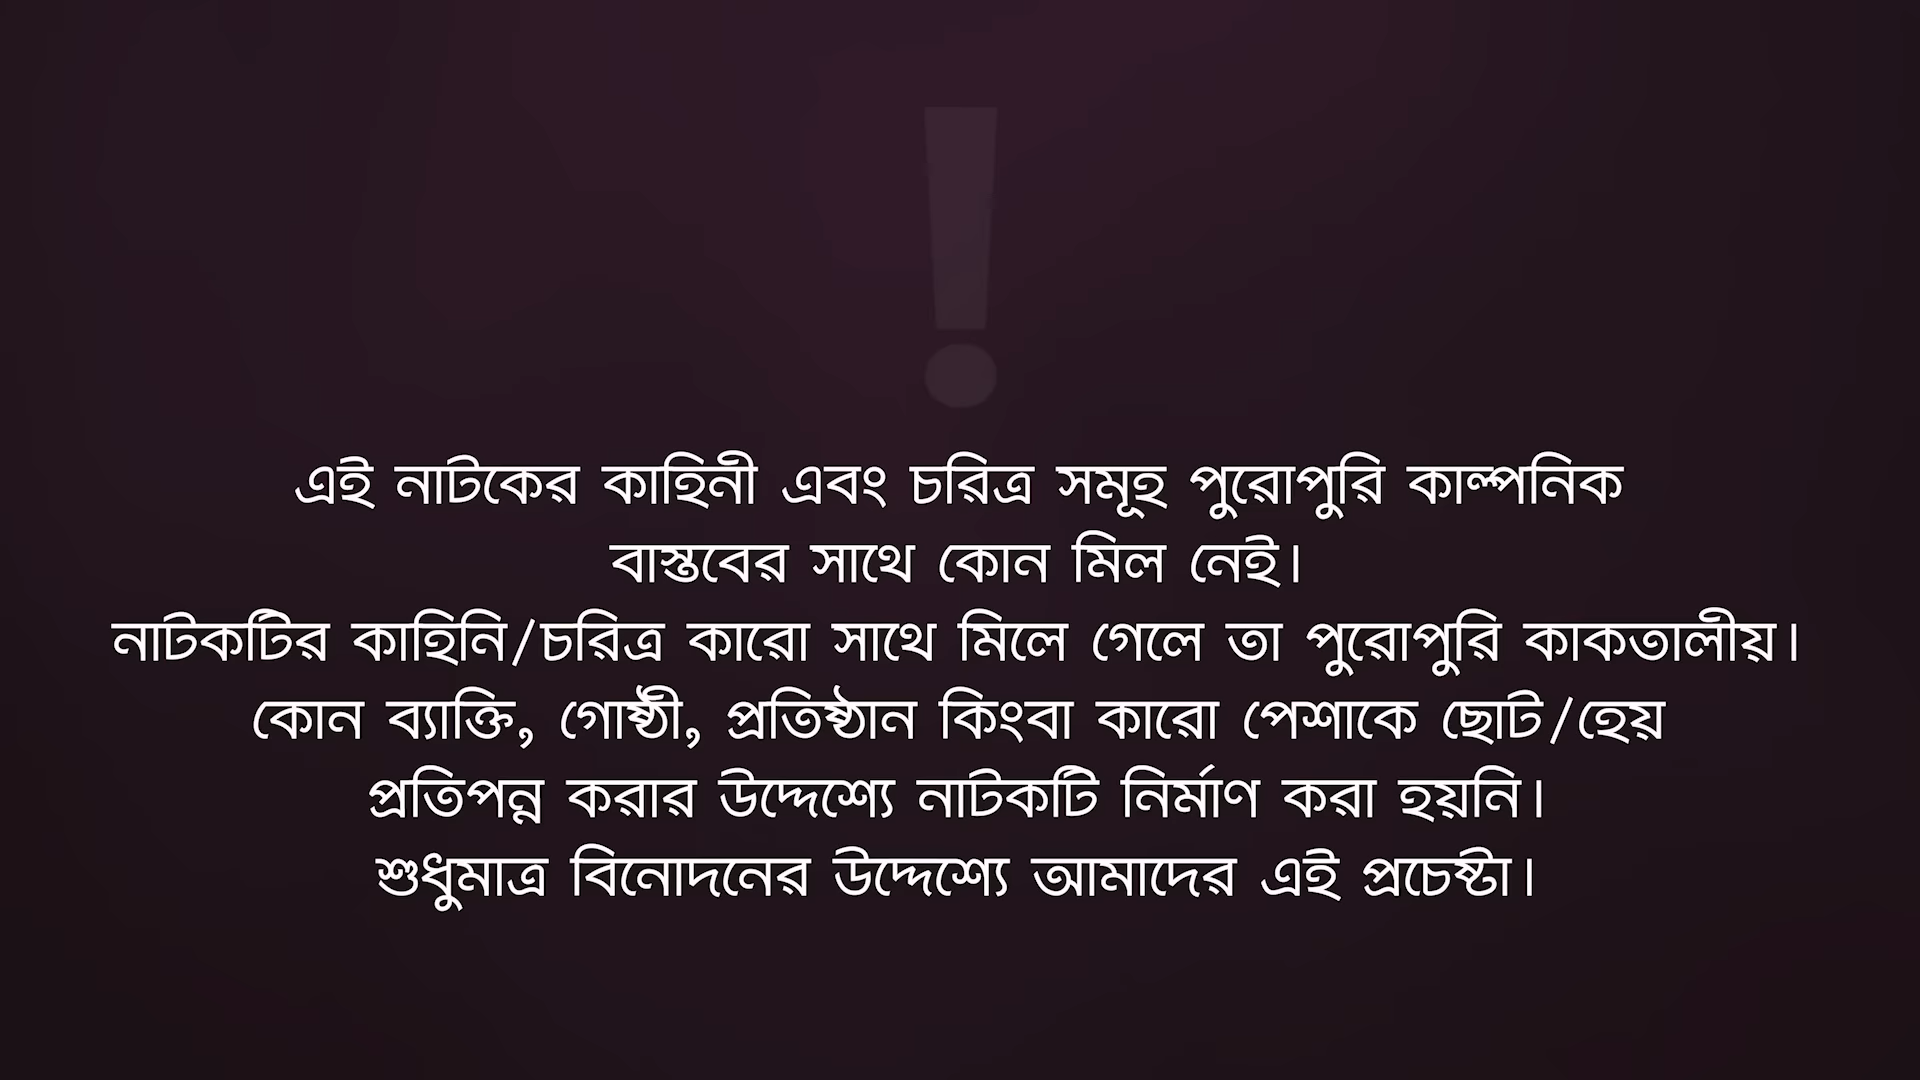 !
এই নাটকের কাহিনী এবং চরিত্র সমূহ পুরোপুরি কাল্পনিক
বাস্তবের সাথে কোন মিল নেই।
নাটকটির কাহিনি/চরিত্র কারো সাথে মিলে গেলে তা পুরোপুরি কাকতালীয়।
কোন ব্যাক্তি, গোষ্ঠী, প্রতিষ্ঠান কিংবা কারো পেশাকে ছোট/হেয়
প্রতিপন্ন করার উদ্দেশ্যে নাটকটি নির্মাণ করা হয়নি।
শুধুমাত্র বিনোদনের উদ্দেশ্যে আমাদের এই প্রচেষ্টা।